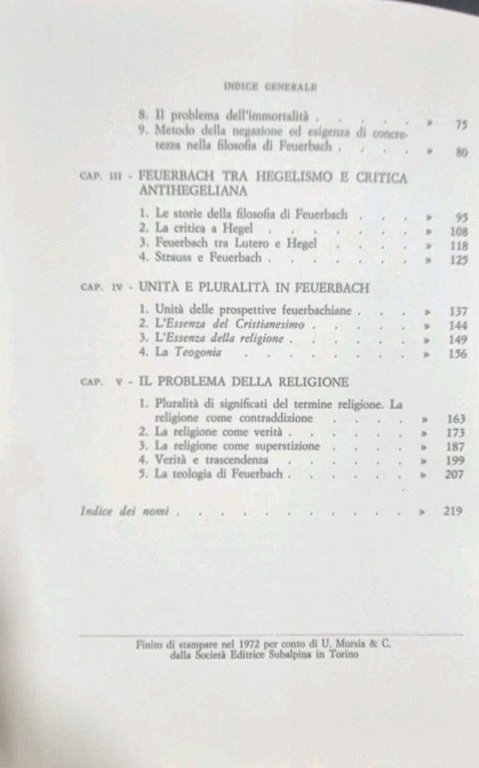 INDICE GENERALE
8. Il problema dell'immortalità . . . . . » 75
9. Metodo della negazione ed esigenza di concre-
tezza nella filosofia di Feuerbach . . . . » 80
CAP. III - FEUERBACH TRA HEGELISMO E CRITICA
ANTIHEGELIANA
1. Le storie della filosofia di Feuerbach . . . » 95
2. La critica a Hegel . . . . . . . » 108
3. Feuerbach tra Lutero e Hegel . . . . » 118
4. Strauss e Feuerbach . . . . . . . » 125
CAP. IV - UNITÀ E PLURALITÀ IN FEUERBACH
1. Unità delle prospettive feuerbachiane . . . » 137
2. L'Essenza del Cristianesimo . . . . . » 144
3. L'Essenza della religione . . . . . . » 149
4. La Teogonia . . . . . . . . » 156
CAP. V - IL PROBLEMA DELLA RELIGIONE
1. Pluralità di significati del termine religione. La
religione come contraddizione . . . . » 163
2. La religione come verità . . . . . . » 173
3. La religione come superstizione . . . . » 187
4. Verità e trascendenza . . . . . . » 199
5. La teologia di Feuerbach . . . . . . » 207
Indice dei nomi . . . . . . . . . . » 219
Finito di stampare nel 1972 per conto di U. Mursia & C.
dalla Società Editrice Subalpina in Torino